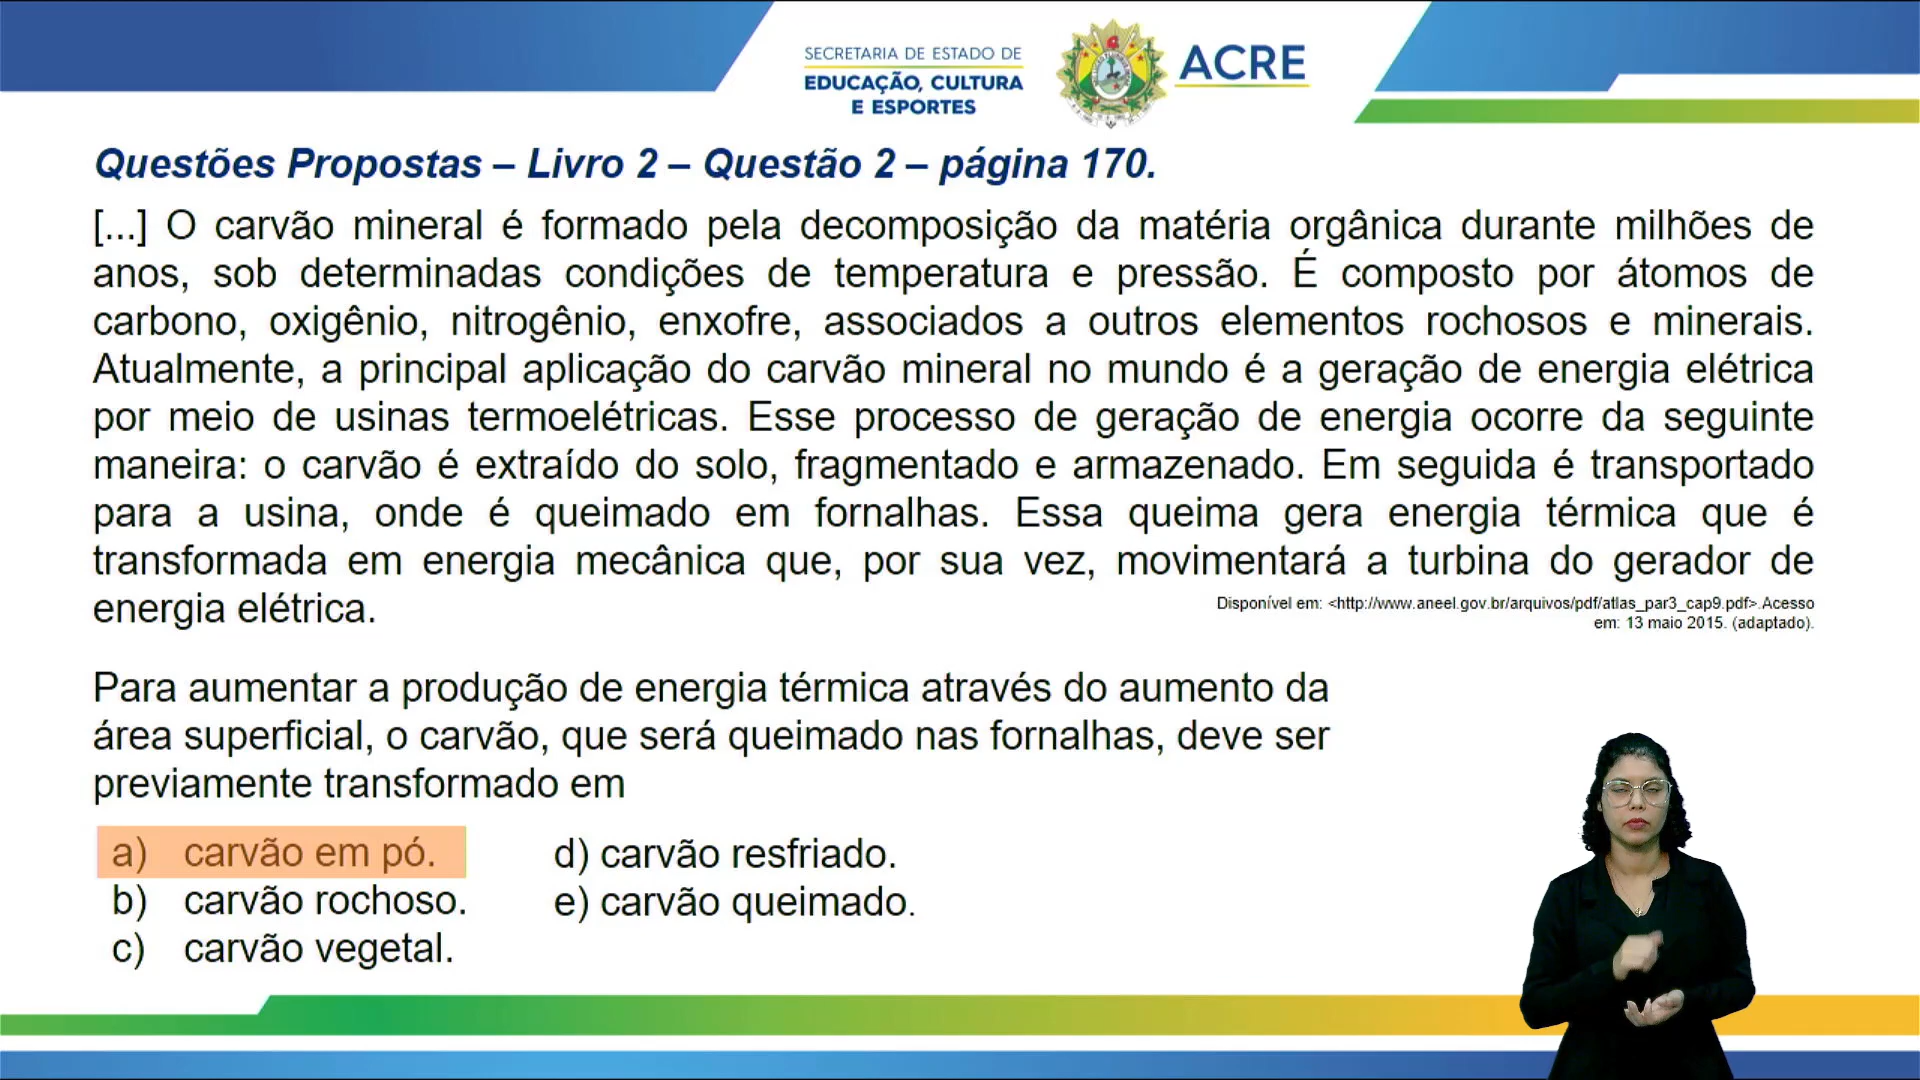 SECRETARIA DE ESTADO DE
EDUCAÇÃO, CULTURA
E ESPORTES
ACRE
Questões Propostas – Livro 2 – Questão 2 – página 170.
[...] O carvão mineral é formado pela decomposição da matéria orgânica durante milhões de
anos, sob determinadas condições de temperatura e pressão. É composto por átomos de
carbono, oxigênio, nitrogênio, enxofre, associados a outros elementos rochosos e minerais.
Atualmente, a principal aplicação do carvão mineral no mundo é a geração de energia elétrica
por meio de usinas termoelétricas. Esse processo de geração de energia ocorre da seguinte
maneira: o carvão é extraído do solo, fragmentado e armazenado. Em seguida é transportado
para a usina, onde é queimado em fornalhas. Essa queima gera energia térmica que é
transformada em energia mecânica que, por sua vez, movimentará a turbina do gerador de
energia elétrica.
Disponível em: <http://www.aneel.gov.br/arquivos/pdf/atlas_par3_cap9.pdf>.Acesso
em: 13 maio 2015. (adaptado).
Para aumentar a produção de energia térmica através do aumento da
área superficial, o carvão, que será queimado nas fornalhas, deve ser
previamente transformado em
a) carvão em pó.
b) carvão rochoso.
c) carvão vegetal.
d) carvão resfriado.
e) carvão queimado.